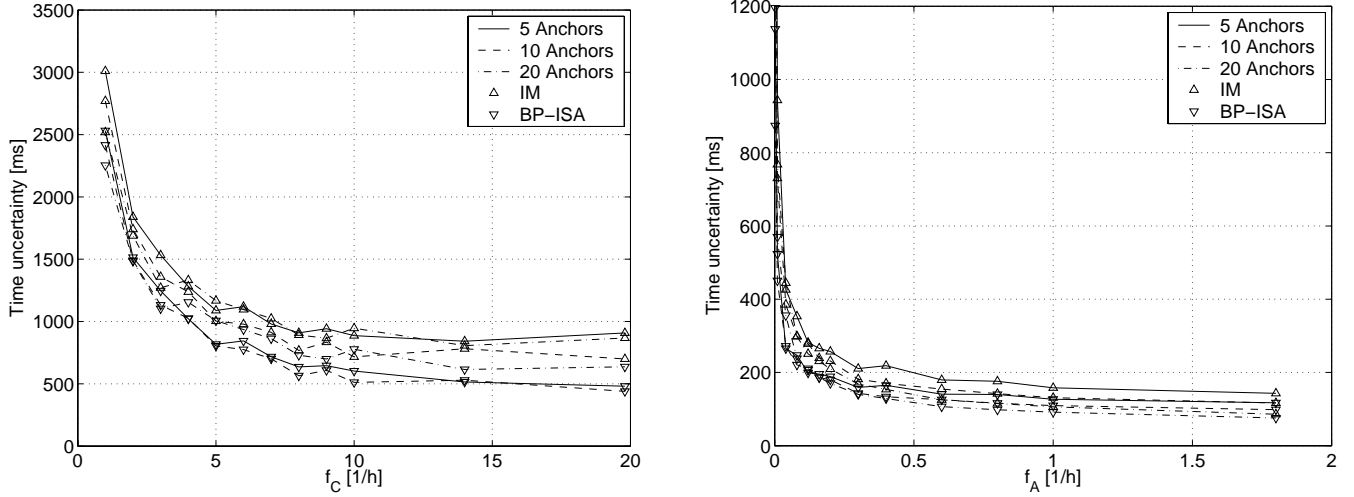 5 Anchors
10 Anchors
20 Anchors
IM
BP-ISA
3500
3000
2500
2000
1500
1000
500
0
Time uncertainty [ms]
0 5 10 15 20
f_C [1/h]
5 Anchors
10 Anchors
20 Anchors
IM
BP-ISA
1200
1000
800
600
400
200
0
Time uncertainty [ms]
0 0.5 1 1.5 2
f_A [1/h]